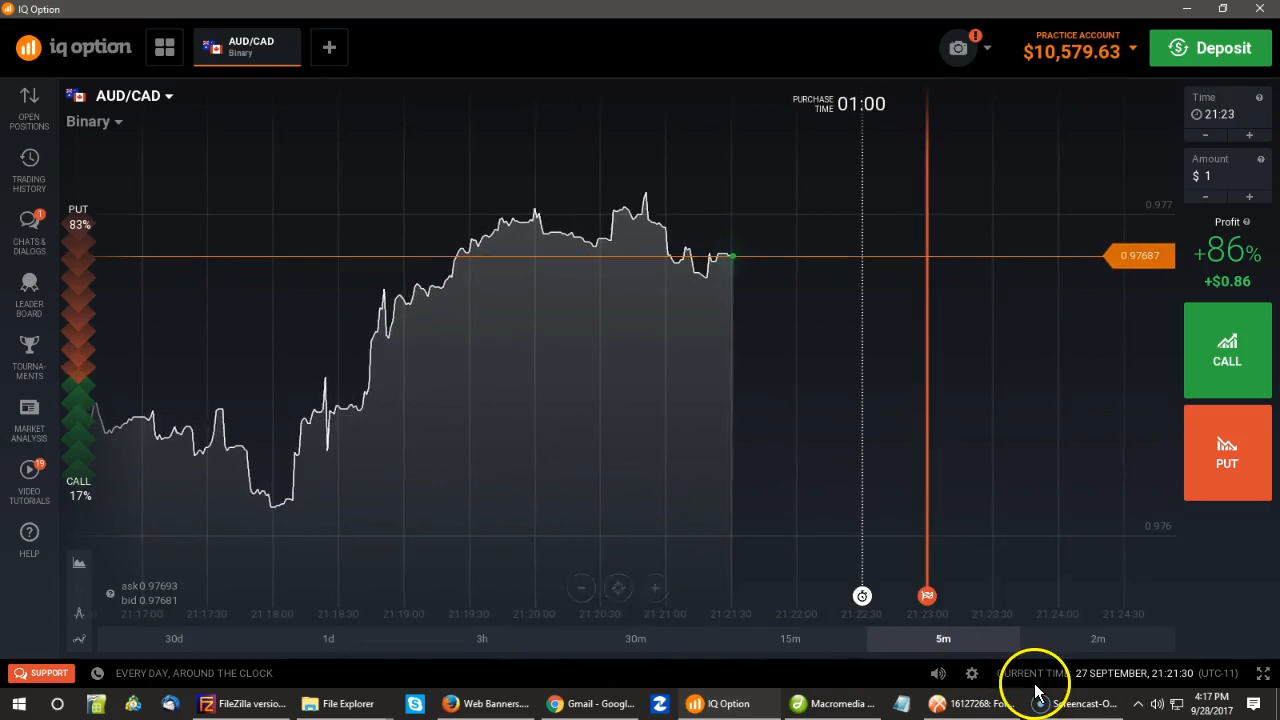 IQ Option
iq option
AUD/CAD
Binary
PRACTICE ACCOUNT
$10,579.63
Deposit
AUD/CAD
Binary
PURCHASE TIME 01:00
OPEN POSITIONS
TRADING HISTORY
CHATS & DIALOGS
1
LEADER BOARD
TOURNA-MENTS
MARKET ANALYSIS
VIDEO TUTORIALS
19
HELP
PUT
83%
CALL
17%
0.977
0.97687
0.976
Time
21:23
- +
Amount
$ 1
- +
Profit
+86%
+$0.86
CALL
PUT
ask 0.97693
bid 0.97681
21:17:30 21:18:00 21:18:30 21:19:00 21:19:30 21:20:00 21:20:30 21:21:00 21:21:30 21:22:00 21:22:30 21:23:00 21:23:30 21:24:00 21:24:30
30d 1d 3h 30m 15m 5m 2m
SUPPORT
EVERY DAY, AROUND THE CLOCK
CURRENT TIME: 27 SEPTEMBER, 21:21:30 (UTC-11)
FileZilla versio...
File Explorer
Web Banners....
Gmail - Googl...
IQ Option
Macromedia ...
16127268: For...
Screencast-O...
4:17 PM
9/28/2017